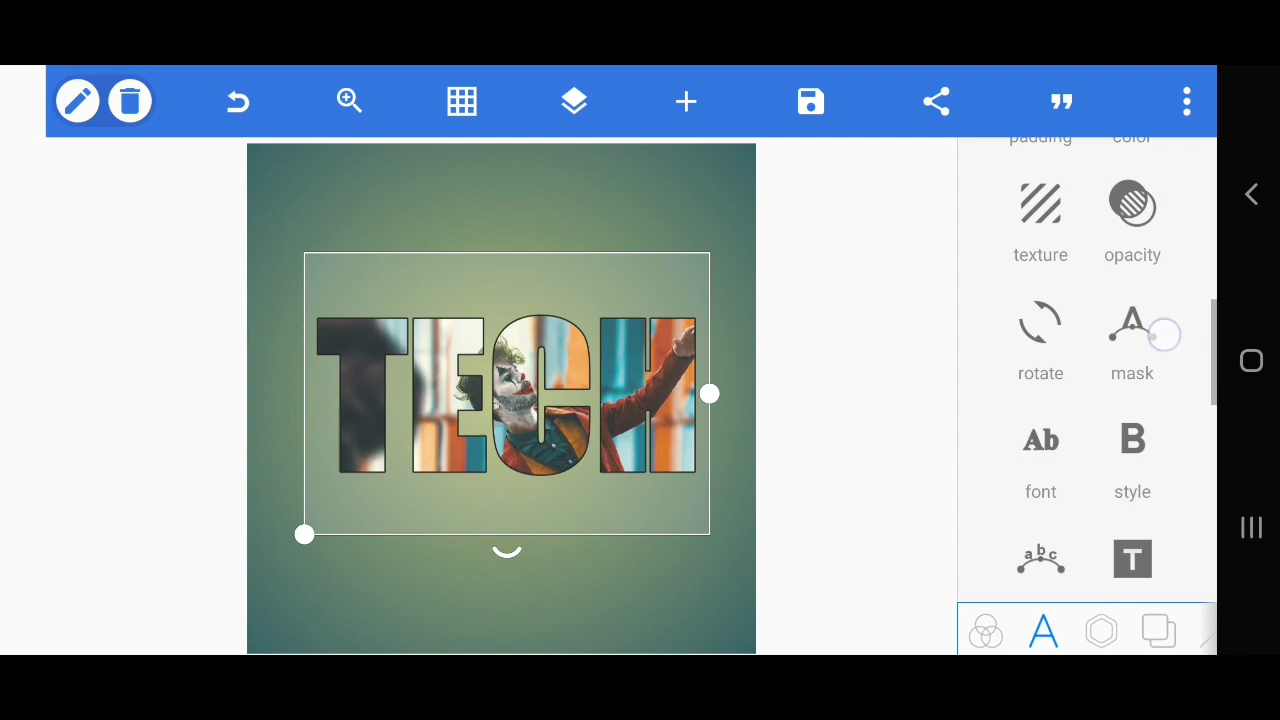 padding color
texture opacity
TECH
rotate mask
Ab B
font style
abc T